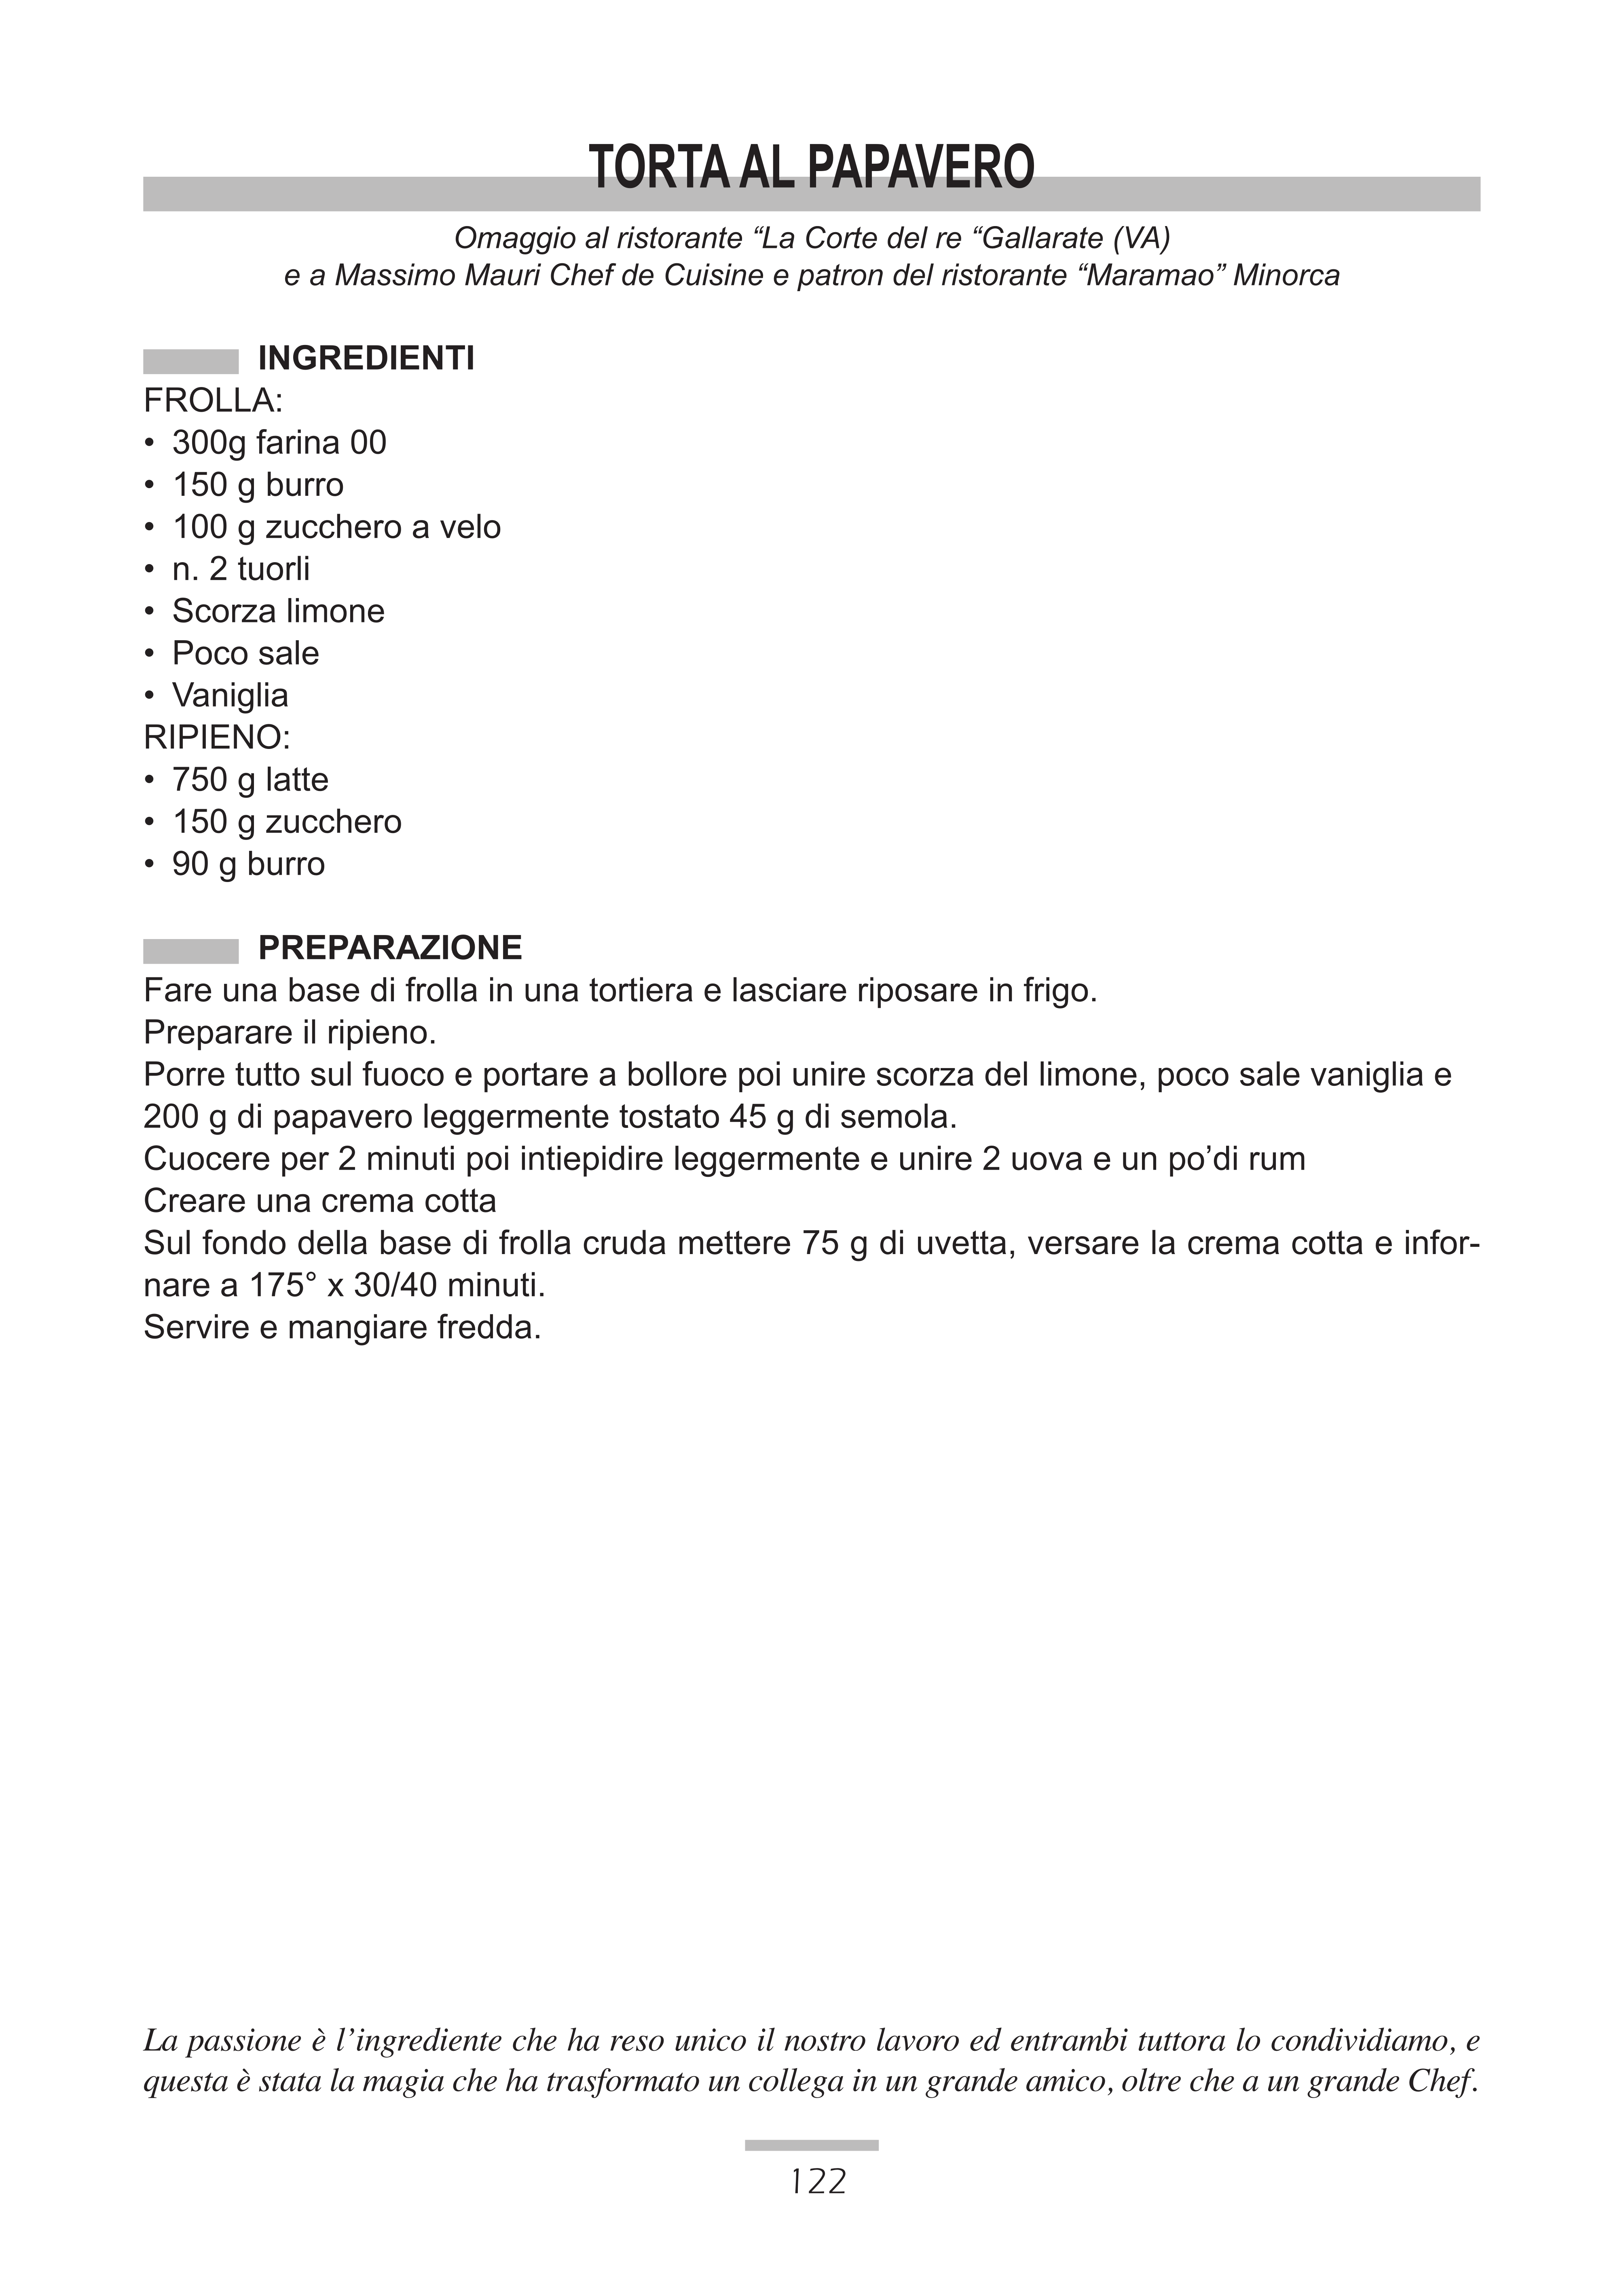 TORTA AL PAPAVERO
Omaggio al ristorante “La Corte del re “Gallarate (VA)
e a Massimo Mauri Chef de Cuisine e patron del ristorante “Maramao” Minorca
INGREDIENTI
FROLLA:
• 300g farina 00
• 150 g burro
• 100 g zucchero a velo
• n. 2 tuorli
• Scorza limone
• Poco sale
• Vaniglia
RIPIENO:
• 750 g latte
• 150 g zucchero
• 90 g burro
PREPARAZIONE
Fare una base di frolla in una tortiera e lasciare riposare in frigo.
Preparare il ripieno.
Porre tutto sul fuoco e portare a bollore poi unire scorza del limone, poco sale vaniglia e
200 g di papavero leggermente tostato 45 g di semola.
Cuocere per 2 minuti poi intiepidire leggermente e unire 2 uova e un po’di rum
Creare una crema cotta
Sul fondo della base di frolla cruda mettere 75 g di uvetta, versare la crema cotta e infor-
nare a 175° x 30/40 minuti.
Servire e mangiare fredda.
La passione è l’ingrediente che ha reso unico il nostro lavoro ed entrambi tuttora lo condividiamo, e
questa è stata la magia che ha trasformato un collega in un grande amico, oltre che a un grande Chef.
122